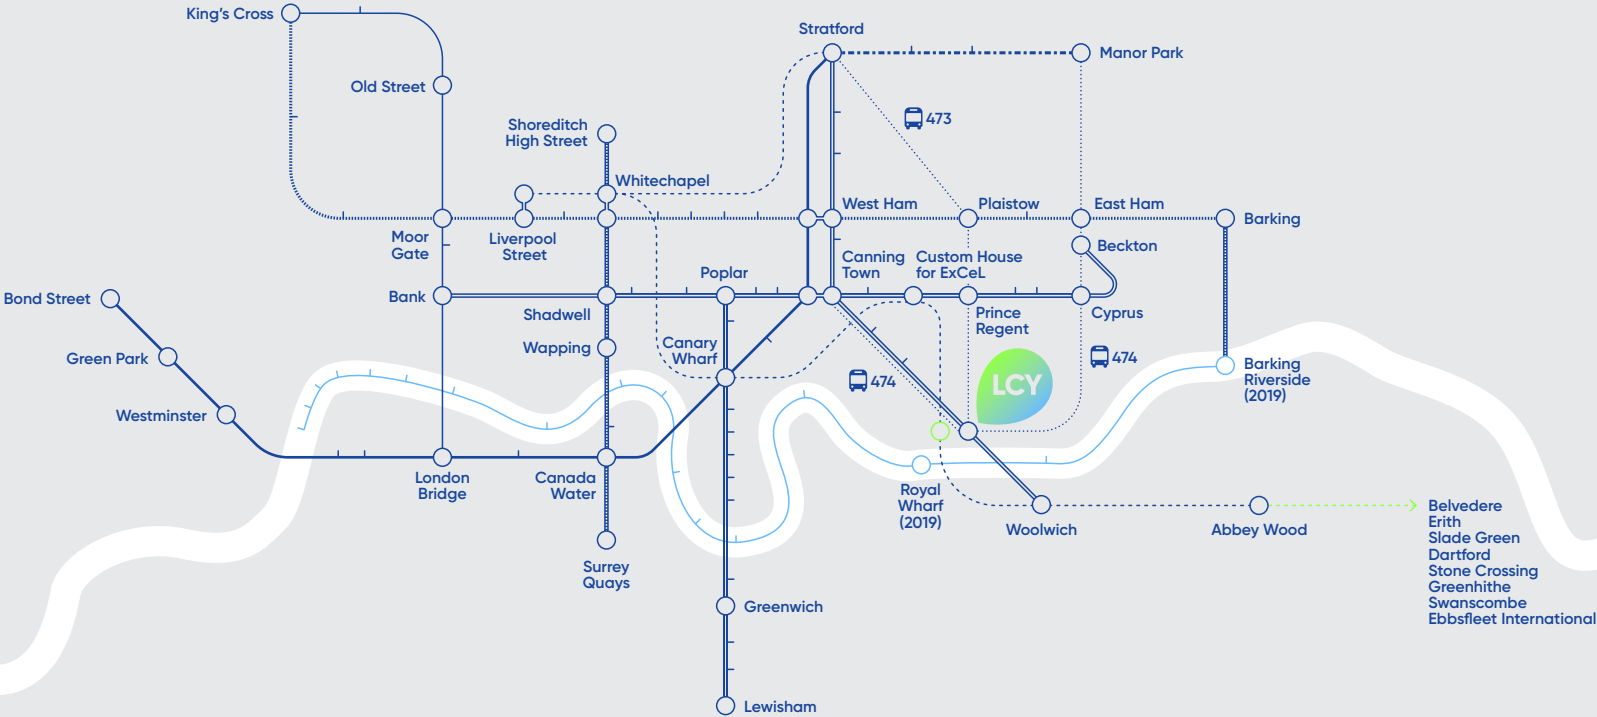 King's Cross
Stratford
Manor Park
Old Street
473
Shoreditch
High Street
Whitechapel
West Ham
Plaistow
East Ham
Barking
Moor
Gate
Liverpool
Street
Beckton
Canning
Town
Custom House
for ExCeL
Poplar
Bond Street
Bank
Shadwell
Prince
Regent
Cyprus
Green Park
Wapping
Canary
Wharf
474
474
LCY
Barking
Riverside
(2019)
Westminster
London
Bridge
Canada
Water
Royal
Wharf
(2019)
Woolwich
Abbey Wood
Belvedere
Erith
Slade Green
Dartford
Stone Crossing
Greenhithe
Swanscombe
Ebbsfleet International
Surrey
Quays
Greenwich
Lewisham